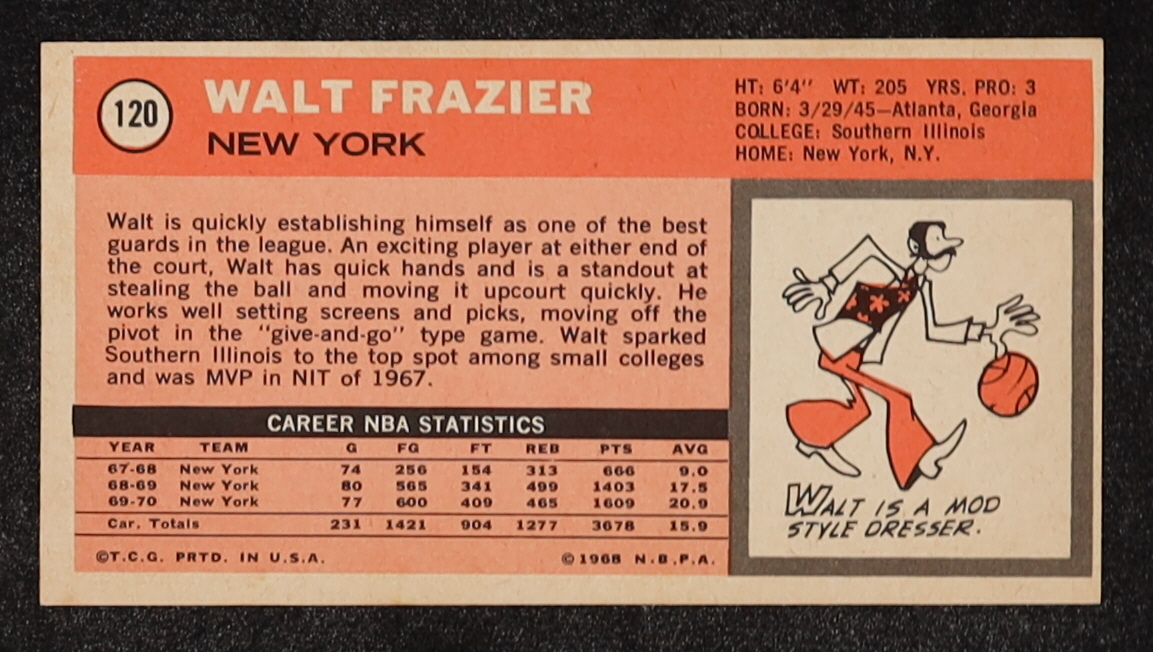 120
WALT FRAZIER
NEW YORK
HT: 6'4" WT: 205 YRS. PRO: 3
BORN: 3/29/45—Atlanta, Georgia
COLLEGE: Southern Illinois
HOME: New York, N.Y.
Walt is quickly establishing himself as one of the best
guards in the league. An exciting player at either end of
the court, Walt has quick hands and is a standout at
stealing the ball and moving it upcourt quickly. He
works well setting screens and picks, moving off the
pivot in the "give-and-go" type game. Walt sparked
Southern Illinois to the top spot among small colleges
and was MVP in NIT of 1967.
CAREER NBA STATISTICS
YEAR TEAM G FG FT REB PTS AVG
67-68 New York 74 256 154 313 666 9.0
68-69 New York 80 565 341 499 1403 17.5
69-70 New York 77 600 409 465 1609 20.9
Car. Totals 231 1421 904 1277 3678 15.9
©T.C.G. PRTD. IN U.S.A. ©1968 N.B.P.A.
WALT IS A MOD
STYLE DRESSER.